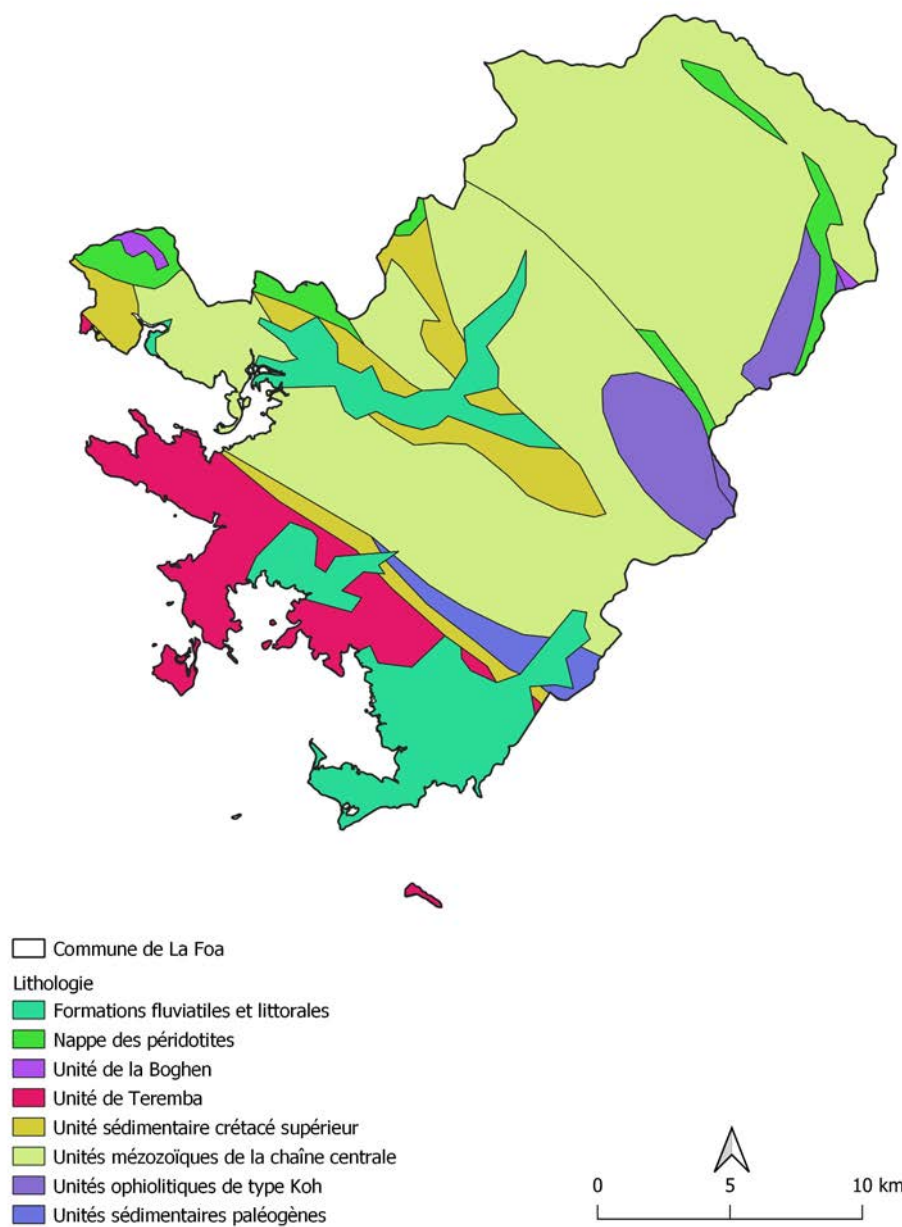 Commune de La Foa
Lithologie
Formations fluviatiles et littorales
Nappe des péridotites
Unité de la Boghen
Unité de Teremba
Unité sédimentaire crétacé supérieur
Unités mézozoïques de la chaîne centrale
Unités ophiolitiques de type Koh
Unités sédimentaires paléogènes
0 5 10 km